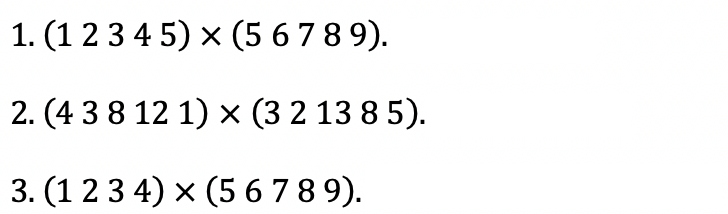 1. (1 2 3 4 5) × (5 6 7 8 9).
2. (4 3 8 12 1) × (3 2 13 8 5).
3. (1 2 3 4) × (5 6 7 8 9).